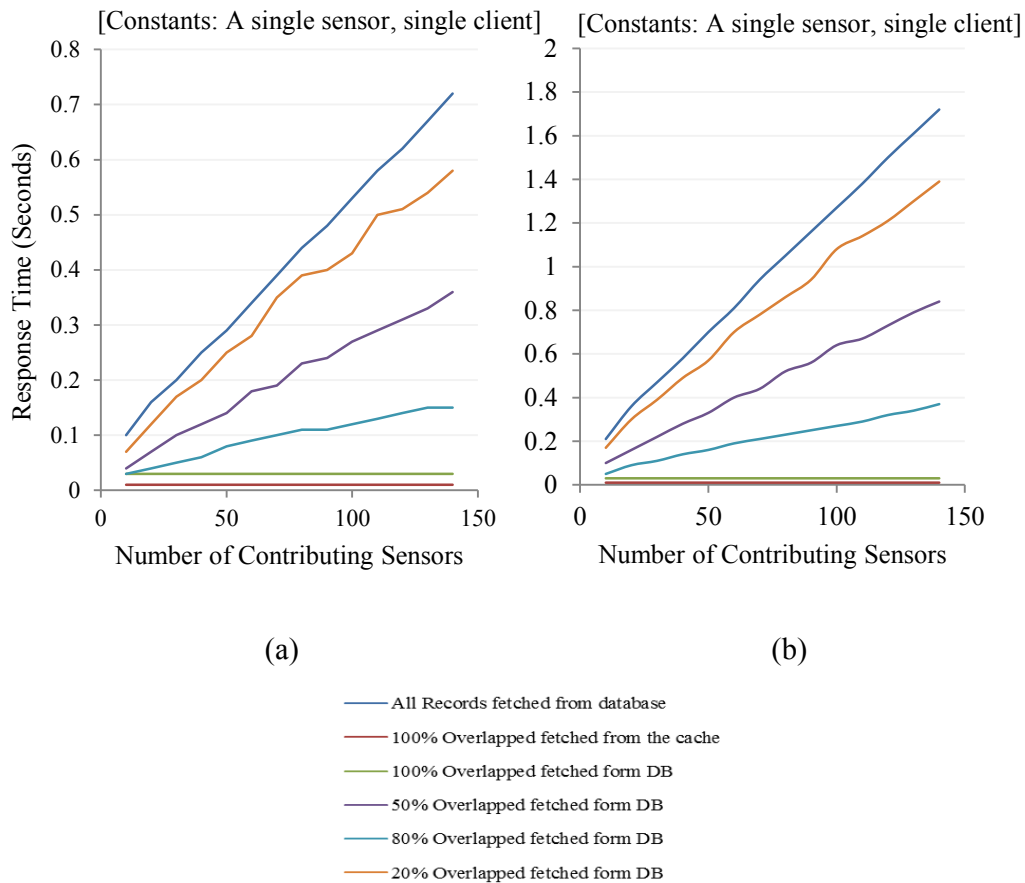 [Constants: A single sensor, single client]
0.8
0.7
0.6
0.5
0.4
0.3
0.2
0.1
0
Response Time (Seconds)
0
50
100
150
Number of Contributing Sensors
(a)
[Constants: A single sensor, single client]
2
1.8
1.6
1.4
1.2
1
0.8
0.6
0.4
0.2
0
0
50
100
150
Number of Contributing Sensors
(b)
All Records fetched from database
100% Overlapped fetched from the cache
100% Overlapped fetched form DB
50% Overlapped fetched form DB
80% Overlapped fetched form DB
20% Overlapped fetched form DB